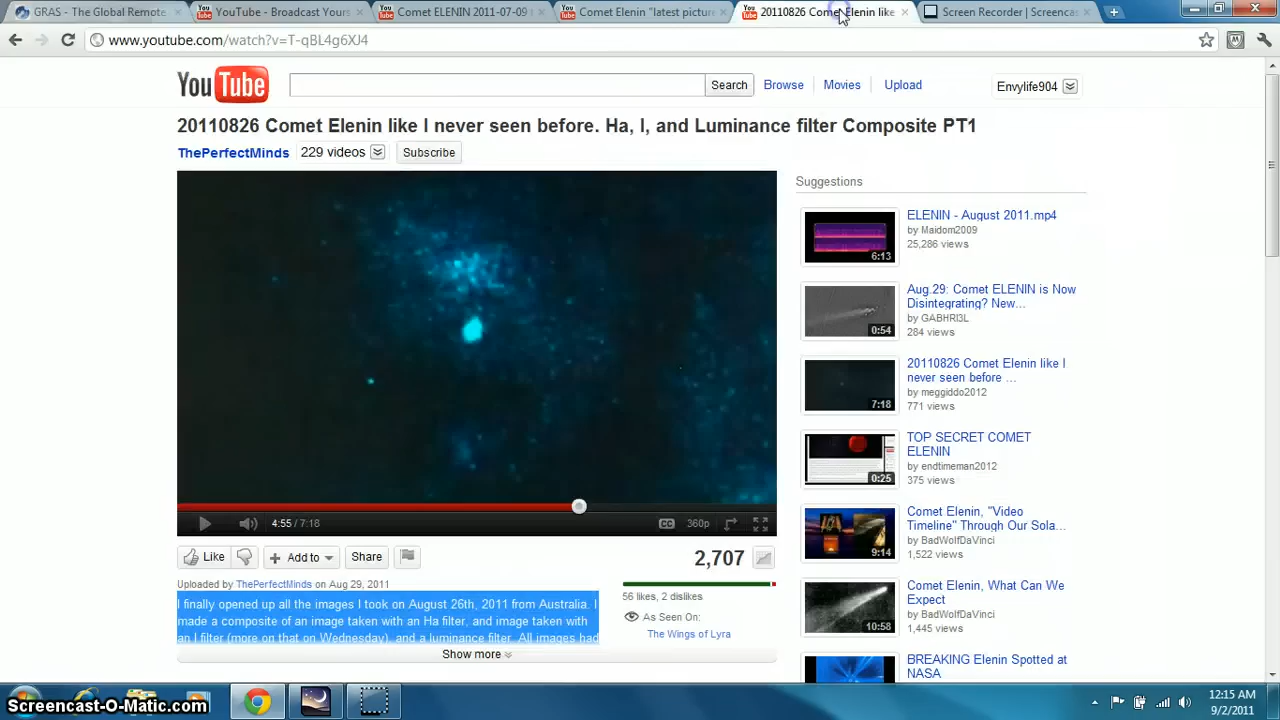 GRAS - The Global Remote
YouTube - Broadcast Yours
Comet ELENIN 2011-07-09 t
Comet Elenin "latest picture
20110826 Comet Elenin like
Screen Recorder | Screencas
www.youtube.com/watch?v=T-qBL4g6XJ4
YouTube
Search
Browse
Movies
Upload
Envylife904
20110826 Comet Elenin like I never seen before. Ha, I, and Luminance filter Composite PT1
ThePerfectMinds
229 videos
Subscribe
Suggestions
ELENIN - August 2011.mp4
by Maidom2009
25,286 views
6:13
Aug.29: Comet ELENIN is Now
Disintegrating? New...
by GABHRI3L
284 views
0:54
20110826 Comet Elenin like I
never seen before ...
by meggiddo2012
771 views
7:18
TOP SECRET COMET
ELENIN
by endtimeman2012
375 views
0:25
Comet Elenin, "Video
Timeline" Through Our Sola...
by BadWolfDaVinci
1,522 views
9:14
Comet Elenin, What Can We
Expect
by BadWolfDaVinci
1,445 views
10:58
BREAKING Elenin Spotted at
NASA
4:55 / 7:18
CC
360p
Like
Add to
Share
2,707
Uploaded by ThePerfectMinds on Aug 29, 2011
I finally opened up all the images I took on August 26th, 2011 from Australia. I
made a composite of an image taken with an Ha filter, and image taken with
an I filter (more on that on Wednesday), and a luminance filter. All images had
Show more
56 likes, 2 dislikes
As Seen On:
The Wings of Lyra
Screencast-O-Matic.com
12:15 AM
9/2/2011